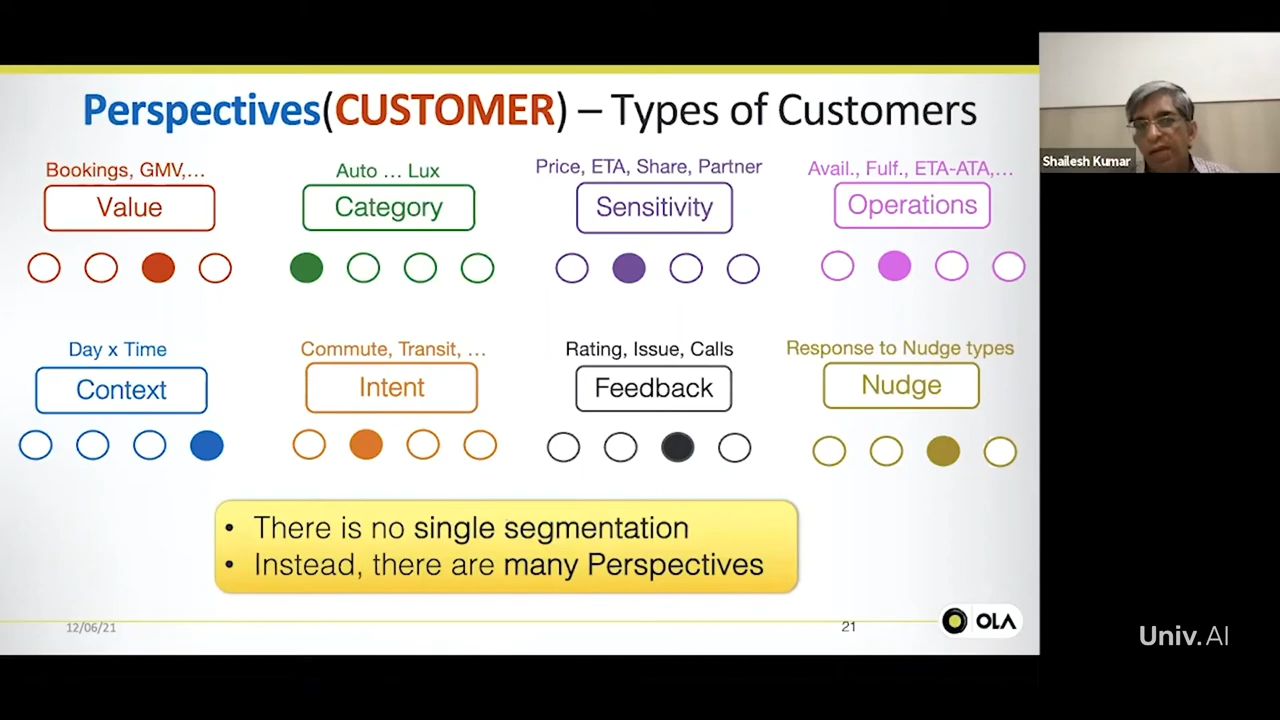 Perspectives(CUSTOMER) – Types of Customers
Bookings, GMV,...
Value
Auto ... Lux
Category
Price, ETA, Share, Partner
Sensitivity
Avail., Fulf., ETA-ATA,...
Operations
Day x Time
Context
Commute, Transit, ...
Intent
Rating, Issue, Calls
Feedback
Response to Nudge types
Nudge
• There is no single segmentation
• Instead, there are many Perspectives
12/06/21
21
OLA
Shailesh Kumar
Univ.AI